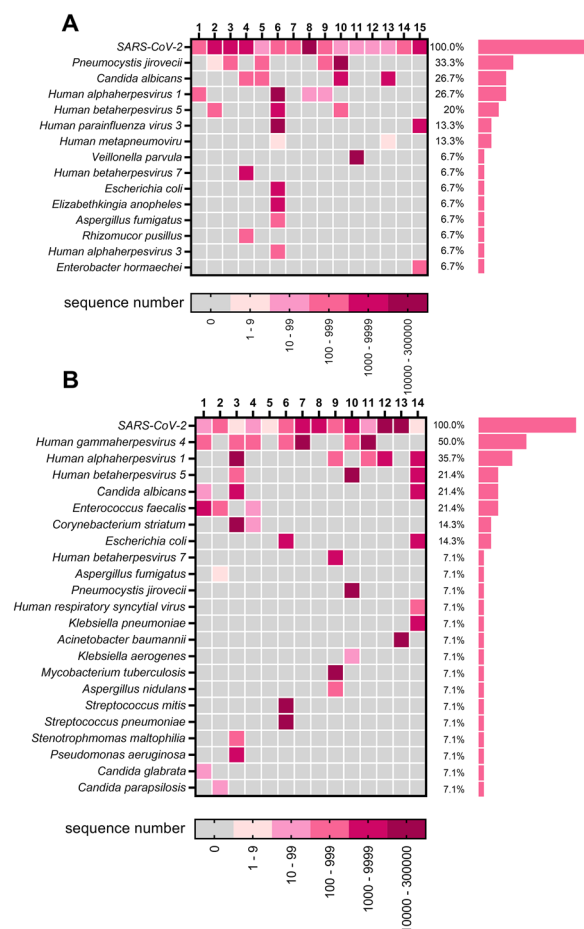 A
1 2 3 4 5 6 7 8 9 10 11 12 13 14 15
SARS-CoV-2 100.0%
Pneumocystis jirovecii 33.3%
Candida albicans 26.7%
Human alphaherpesvirus 1 26.7%
Human betaherpesvirus 5 20%
Human parainfluenza virus 3 13.3%
Human metapneumoviru 13.3%
Veillonella parvula 6.7%
Human betaherpesvirus 7 6.7%
Escherichia coli 6.7%
Elizabethkingia anopheles 6.7%
Aspergillus fumigatus 6.7%
Rhizomucor pusillus 6.7%
Human alphaherpesvirus 3 6.7%
Enterobacter hormaechei 6.7%
sequence number
0
1 - 9
10 - 99
100 - 999
1000 - 9999
10000 - 300000
B
1 2 3 4 5 6 7 8 9 10 11 12 13 14
SARS-CoV-2 100.0%
Human gammaherpesvirus 4 50.0%
Human alphaherpesvirus 1 35.7%
Human betaherpesvirus 5 21.4%
Candida albicans 21.4%
Enterococcus faecalis 21.4%
Corynebacterium striatum 14.3%
Escherichia coli 14.3%
Human betaherpesvirus 7 7.1%
Aspergillus fumigatus 7.1%
Pneumocystis jirovecii 7.1%
Human respiratory syncytial virus 7.1%
Klebsiella pneumoniae 7.1%
Acinetobacter baumannii 7.1%
Klebsiella aerogenes 7.1%
Mycobacterium tuberculosis 7.1%
Aspergillus nidulans 7.1%
Streptococcus mitis 7.1%
Streptococcus pneumoniae 7.1%
Stenotrophmomas maltophilia 7.1%
Pseudomonas aeruginosa 7.1%
Candida glabrata 7.1%
Candida parapsilosis 7.1%
sequence number
0
1 - 9
10 - 99
100 - 999
1000 - 9999
10000 - 300000